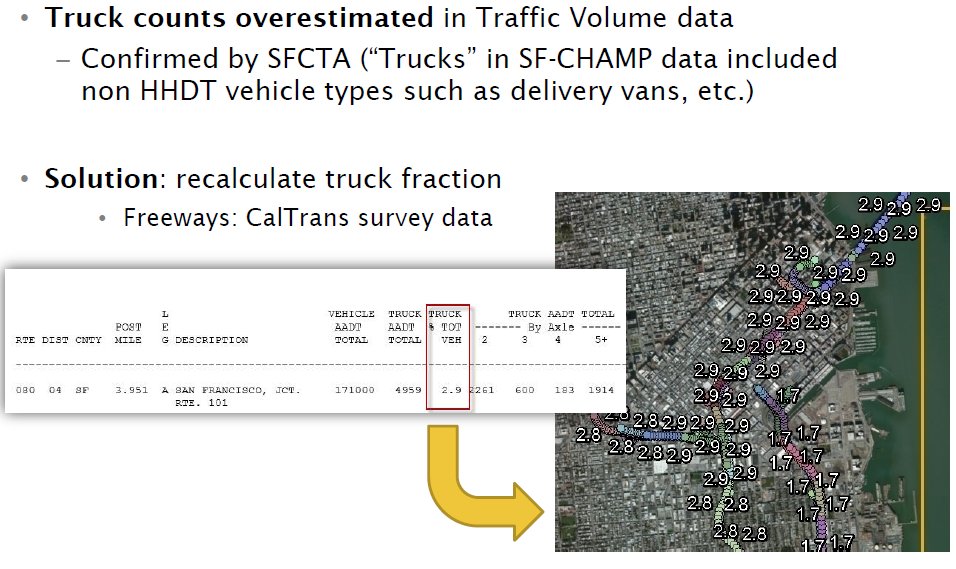 • Truck counts overestimated in Traffic Volume data
– Confirmed by SFCTA (“Trucks” in SF-CHAMP data included
non HHDT vehicle types such as delivery vans, etc.)
• Solution: recalculate truck fraction
• Freeways: CalTrans survey data
L VEHICLE TRUCK TRUCK TRUCK AADT TOTAL
POST E AADT AADT % TOT ------- By Axle ------
RTE DIST CNTY MILE G DESCRIPTION TOTAL TOTAL VEH 2 3 4 5+
080 04 SF 3.951 A SAN FRANCISCO, JCT. 171000 4959 2.9 2261 600 183 1914
RTE. 101
2.9 2.9 2.9
2.9 2.9 2.9
2.9 2.9
2.9 2.9 2.9
2.9 2.9 2.9 2.9
2.9 2.9 2.9
2.9 2.9 2.9
2.9 2.9 2.9
2.9 2.9 1.7
2.8 2.8 2.9 2.9 2.9
2.8 2.8 2.8 2.9 2.9 2.9 1.7 1.7
2.9 2.9 1.7 1.7
1.7 1.7
2.8 2.8 1.7 1.7
2.8 2.8 1.7 1.7